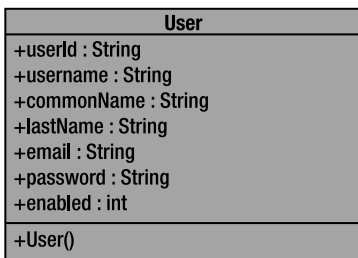 User
+userId : String
+username : String
+commonName : String
+lastName : String
+email : String
+password : String
+enabled : int
+User()